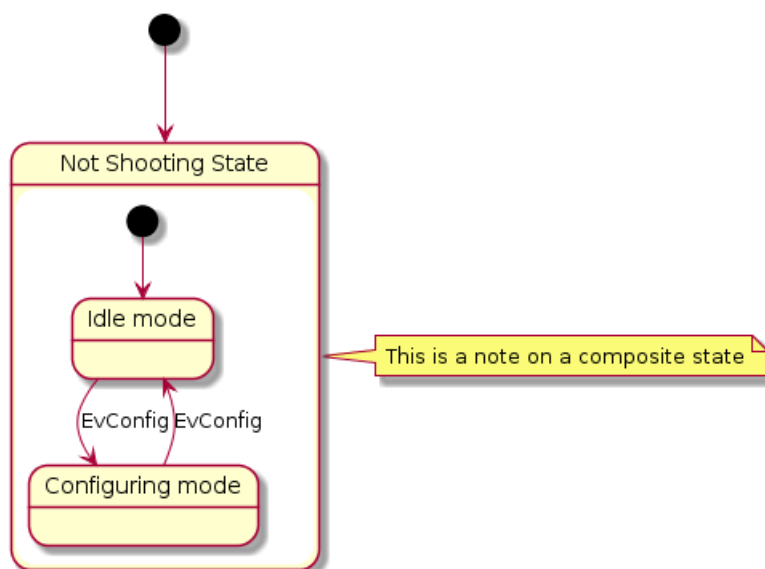 Not Shooting State
Idle mode
This is a note on a composite state
EvConfig
EvConfig
Configuring mode